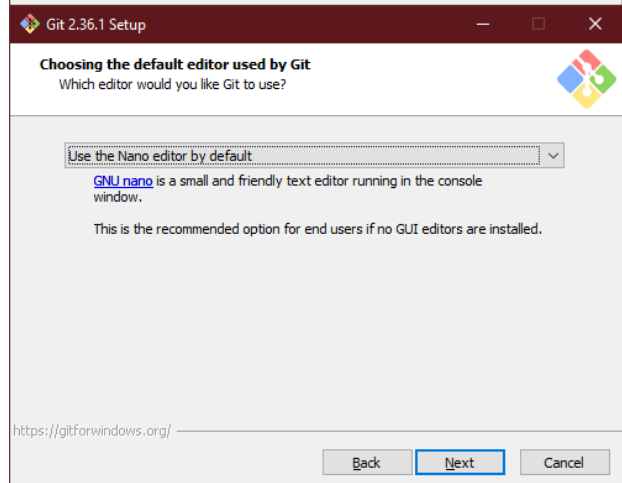 Git 2.36.1 Setup
Choosing the default editor used by Git
Which editor would you like Git to use?
Use the Nano editor by default
GNU nano is a small and friendly text editor running in the console
window.
This is the recommended option for end users if no GUI editors are installed.
https://gitforwindows.org/
Back Next Cancel